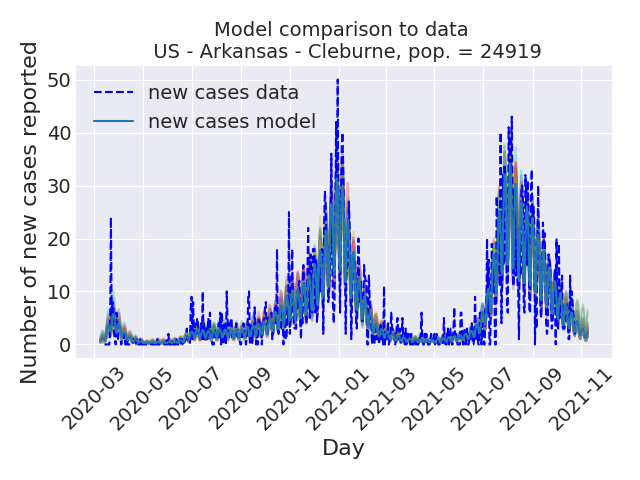 Model comparison to data
US - Arkansas - Cleburne, pop. = 24919
Number of new cases reported
50
40
30
20
10
0
new cases data
new cases model
2020-03
2020-05
2020-07
2020-09
2020-11
2021-01
2021-03
2021-05
2021-07
2021-09
2021-11
Day